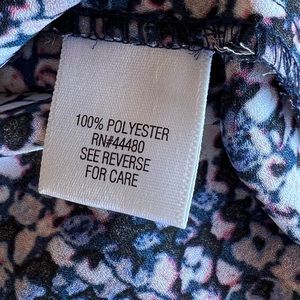 100% POLYESTER
RN#44480
SEE REVERSE
FOR CARE